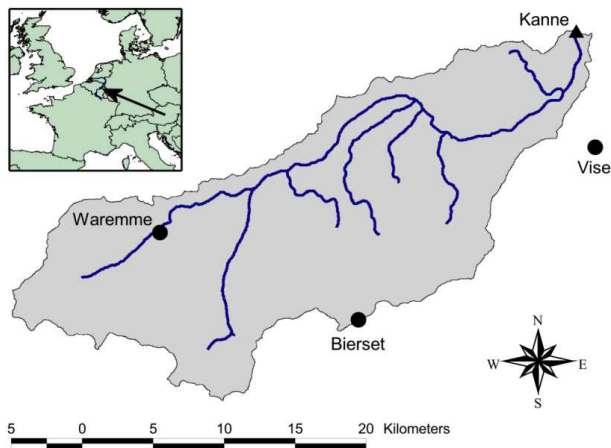 Kanne
Vise
Waremme
Bierset
N
W E
S
5 0 5 10 15 20 Kilometers